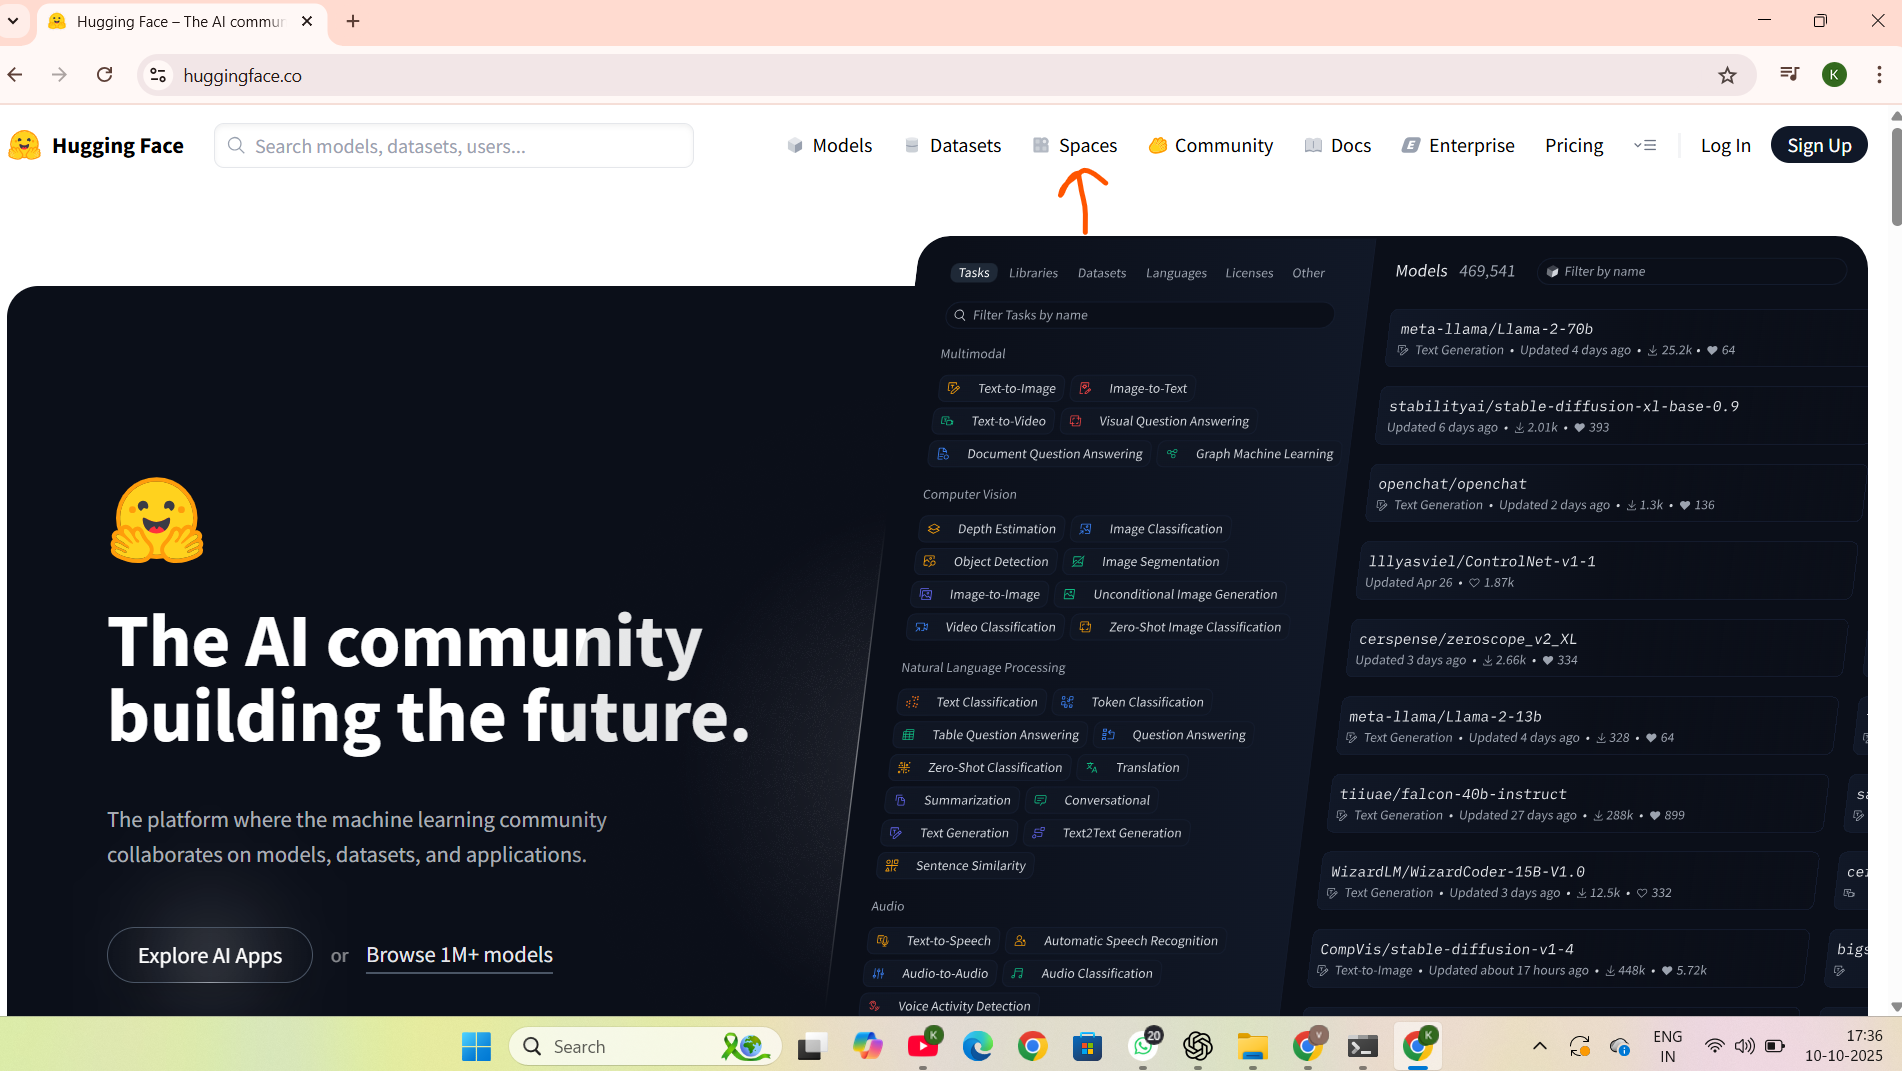 Hugging Face – The AI commun
huggingface.co
K
Hugging Face
Search models, datasets, users...
Models
Datasets
Spaces
Community
Docs
Enterprise
Pricing
Log In
Sign Up
Tasks Libraries Datasets Languages Licenses Other
Filter Tasks by name
Multimodal
Text-to-Image Image-to-Text
Text-to-Video Visual Question Answering
Document Question Answering Graph Machine Learning
Computer Vision
Depth Estimation Image Classification
Object Detection Image Segmentation
Image-to-Image Unconditional Image Generation
Video Classification Zero-Shot Image Classification
Natural Language Processing
Text Classification Token Classification
Table Question Answering Question Answering
Zero-Shot Classification Translation
Summarization Conversational
Text Generation Text2Text Generation
Sentence Similarity
Audio
Text-to-Speech Automatic Speech Recognition
Audio-to-Audio Audio Classification
Voice Activity Detection
Models 469,541 Filter by name
meta-llama/Llama-2-70b
Text Generation • Updated 4 days ago • 25.2k • 64
stabilityai/stable-diffusion-xl-base-0.9
Updated 6 days ago • 2.01k • 393
openchat/openchat
Text Generation • Updated 2 days ago • 1.3k • 136
lllyasviel/ControlNet-v1-1
Updated Apr 26 • 1.87k
cerspense/zeroscope_v2_XL
Updated 3 days ago • 2.66k • 334
meta-llama/Llama-2-13b
Text Generation • Updated 4 days ago • 328 • 64
tiiuae/falcon-40b-instruct
Text Generation • Updated 27 days ago • 288k • 899
WizardLM/WizardCoder-15B-V1.0
Text Generation • Updated 3 days ago • 12.5k • 332
CompVis/stable-diffusion-v1-4
Text-to-Image • Updated about 17 hours ago • 448k • 5.72k
bigs
The AI community
building the future.
The platform where the machine learning community
collaborates on models, datasets, and applications.
Explore AI Apps or Browse 1M+ models
Search
K
20
V
K
ENG
IN
17:36
10-10-2025